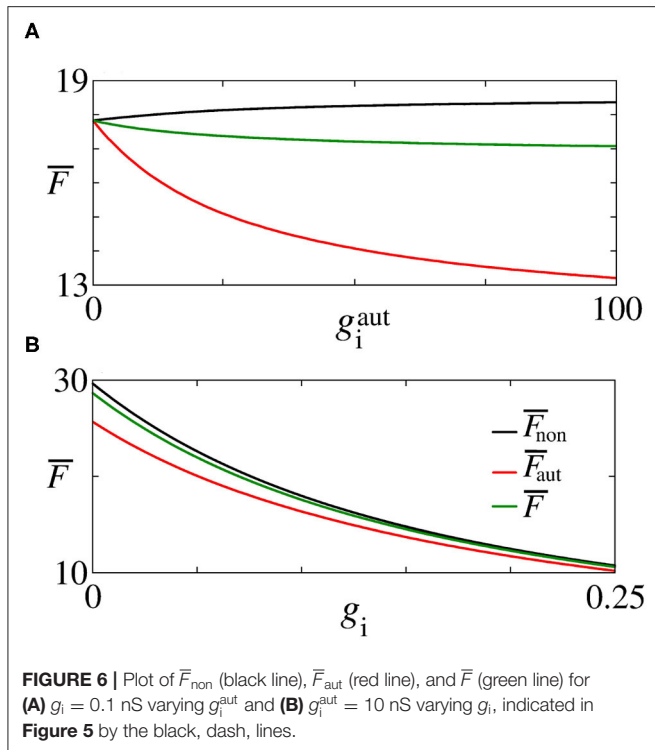 A
19
F̅
13
0
g_i^aut
100
B
30
F̅_non
F̅_aut
F̅
F̅
10
0
g_i
0.25
FIGURE 6 | Plot of F̅_non (black line), F̅_aut (red line), and F̅ (green line) for
(A) g_i = 0.1 nS varying g_i^aut and (B) g_i^aut = 10 nS varying g_i, indicated in
Figure 5 by the black, dash, lines.